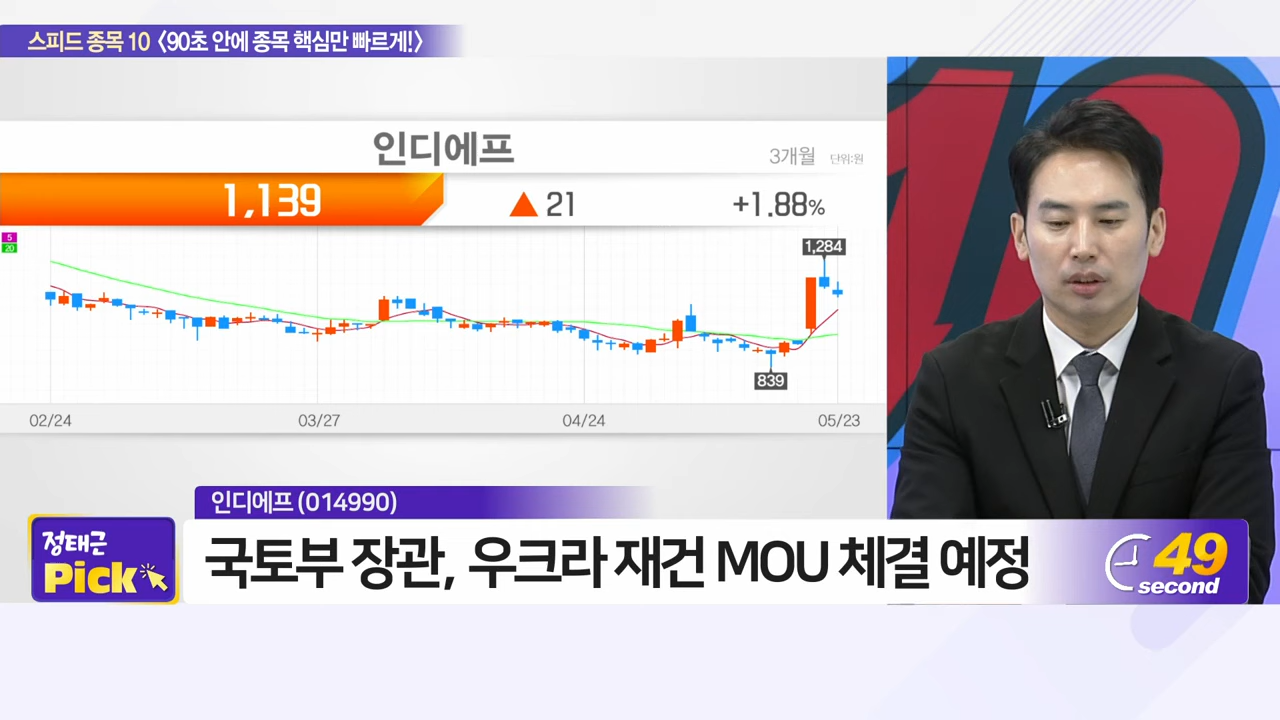 스피드 종목 10 〈90초 안에 종목 핵심만 빠르게!〉
인디에프
3개월 단위:원
1,139 ▲ 21 +1.88%
5
20
1,284
839
02/24 03/27 04/24 05/23
인디에프 (014990)
정태근
Pick
국토부 장관, 우크라 재건 MOU 체결 예정
49
second
10